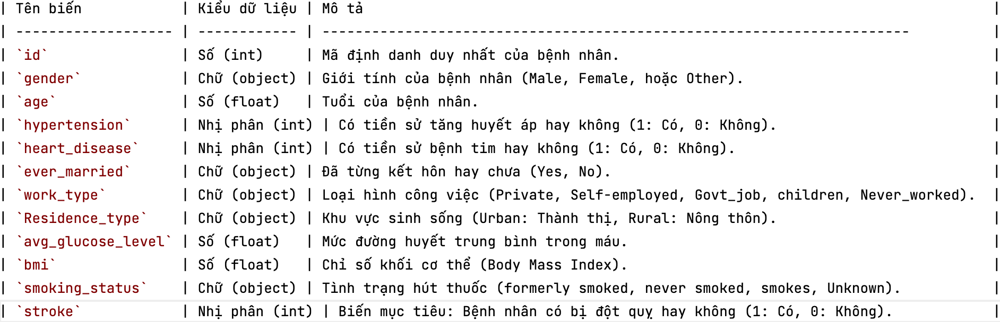 | Tên biến            | Kiểu dữ liệu | Mô tả                                                                            |
| ------------------- | ------------ | -----------------------------------------------------------------------          |
| `id`                | Số (int)     | Mã định danh duy nhất của bệnh nhân.                                             |
| `gender`            | Chữ (object) | Giới tính của bệnh nhân (Male, Female, hoặc Other).                              |
| `age`               | Số (float)   | Tuổi của bệnh nhân.                                                              |
| `hypertension`      | Nhị phân (int) | Có tiền sử tăng huyết áp hay không (1: Có, 0: Không).                          |
| `heart_disease`     | Nhị phân (int) | Có tiền sử bệnh tim hay không (1: Có, 0: Không).                               |
| `ever_married`      | Chữ (object) | Đã từng kết hôn hay chưa (Yes, No).                                              |
| `work_type`         | Chữ (object) | Loại hình công việc (Private, Self-employed, Govt_job, children, Never_worked).  |
| `Residence_type`    | Chữ (object) | Khu vực sinh sống (Urban: Thành thị, Rural: Nông thôn).                          |
| `avg_glucose_level` | Số (float)   | Mức đường huyết trung bình trong máu.                                            |
| `bmi`               | Số (float)   | Chỉ số khối cơ thể (Body Mass Index).                                            |
| `smoking_status`    | Chữ (object) | Tình trạng hút thuốc (formerly smoked, never smoked, smokes, Unknown).           |
| `stroke`            | Nhị phân (int) | Biến mục tiêu: Bệnh nhân có bị đột quỵ hay không (1: Có, 0: Không).            |